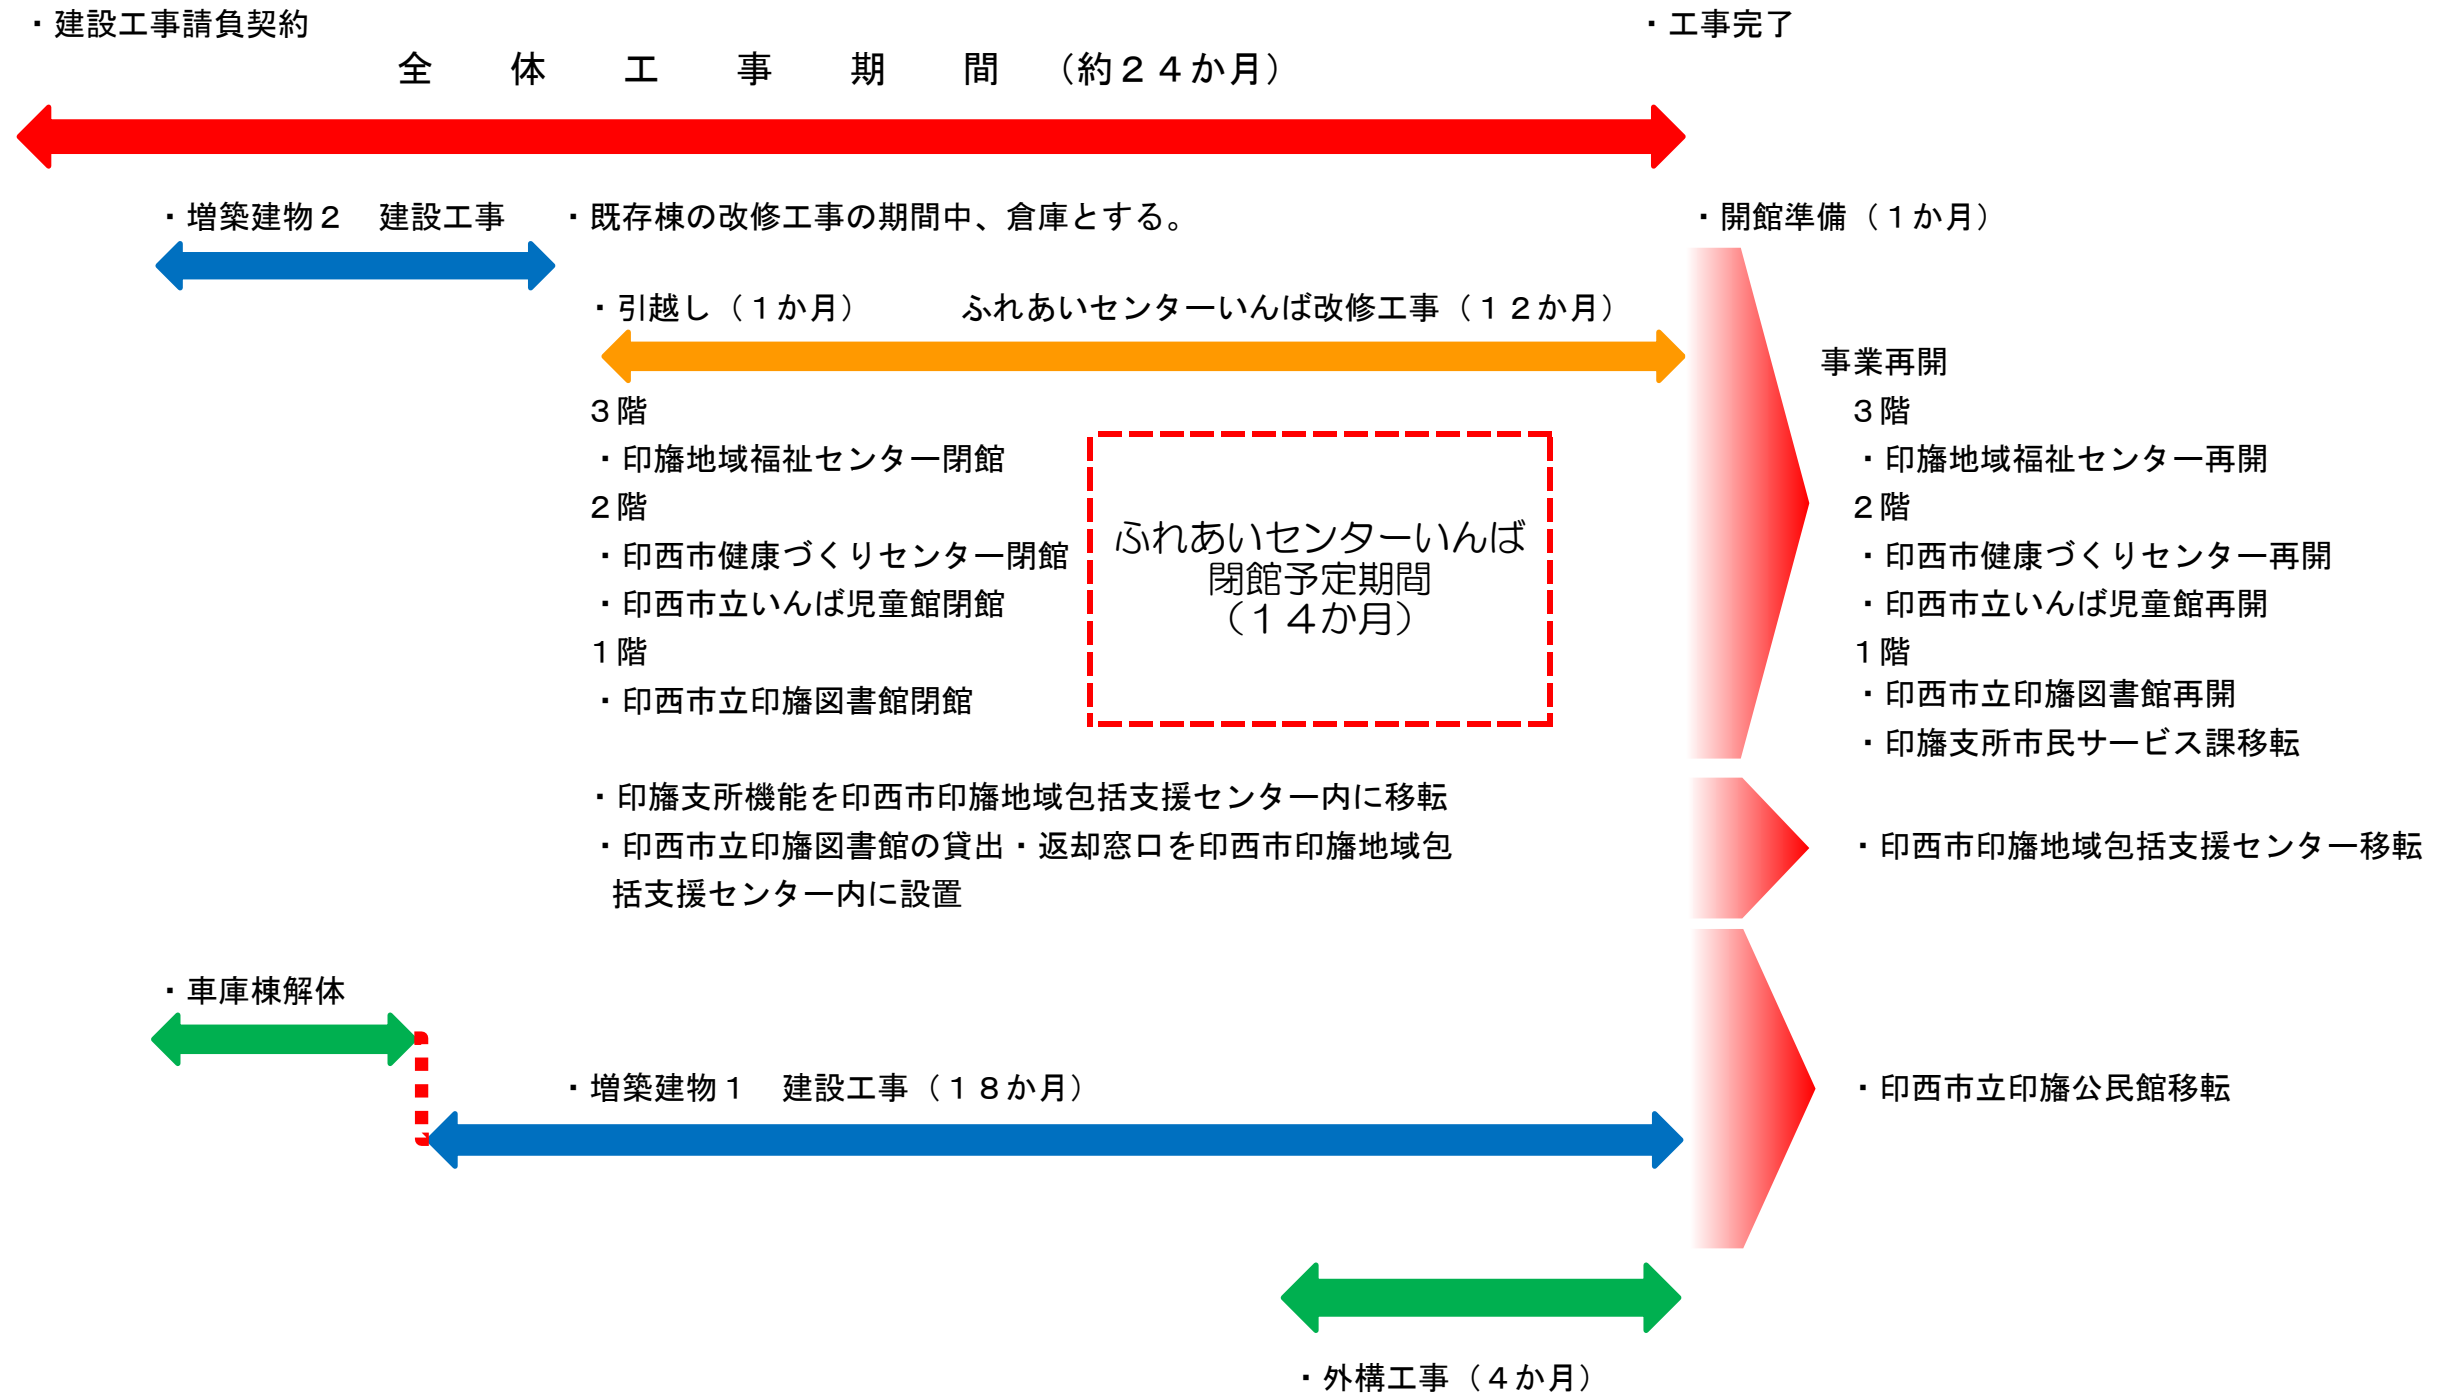 ・建設工事請負契約
・工事完了
全体工事期間（約２４か月）
・増築建物２　建設工事
・既存棟の改修工事の期間中、倉庫とする。
・開館準備（１か月）
・引越し（１か月）
ふれあいセンターいんば改修工事（１２か月）
３階
・印旛地域福祉センター閉館
２階
・印西市健康づくりセンター閉館
・印西市立いんば児童館閉館
１階
・印西市立印旛図書館閉館
ふれあいセンターいんば
閉館予定期間
（１４か月）
事業再開
３階
・印旛地域福祉センター再開
２階
・印西市健康づくりセンター再開
・印西市立いんば児童館再開
１階
・印西市立印旛図書館再開
・印旛支所市民サービス課移転
・印旛支所機能を印西市印旛地域包括支援センター内に移転
・印西市立印旛図書館の貸出・返却窓口を印西市印旛地域包
括支援センター内に設置
・印西市印旛地域包括支援センター移転
・車庫棟解体
・増築建物１　建設工事（１８か月）
・印西市立印旛公民館移転
・外構工事（４か月）